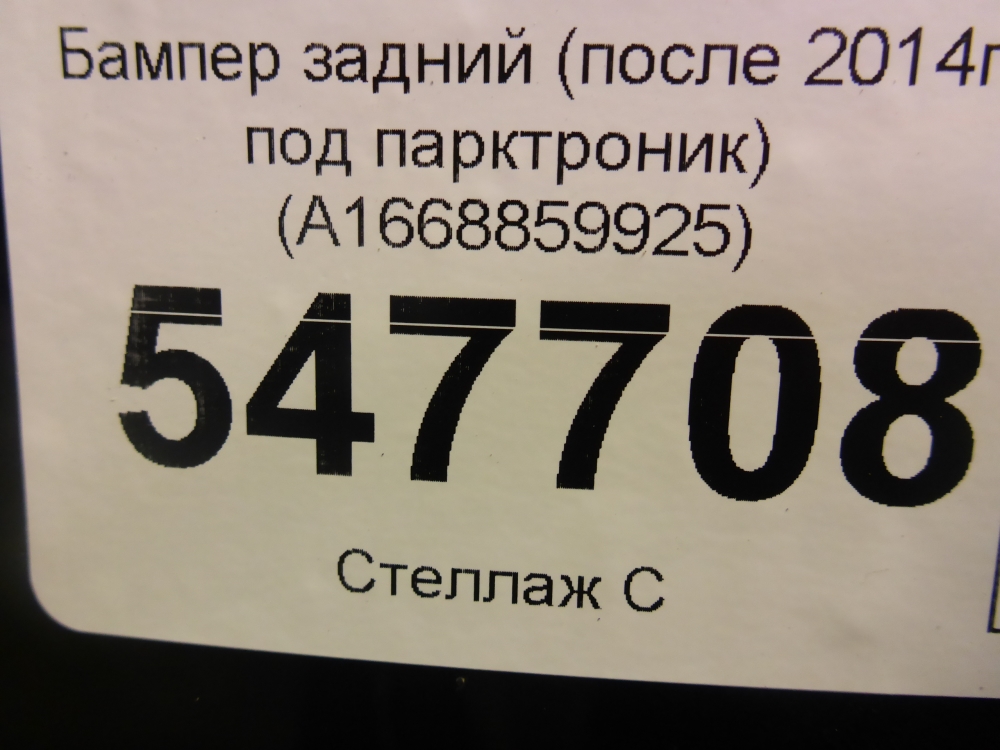 Бампер задний (после 2014г
под парктроник)
(A1668859925)
547708
Стеллаж С